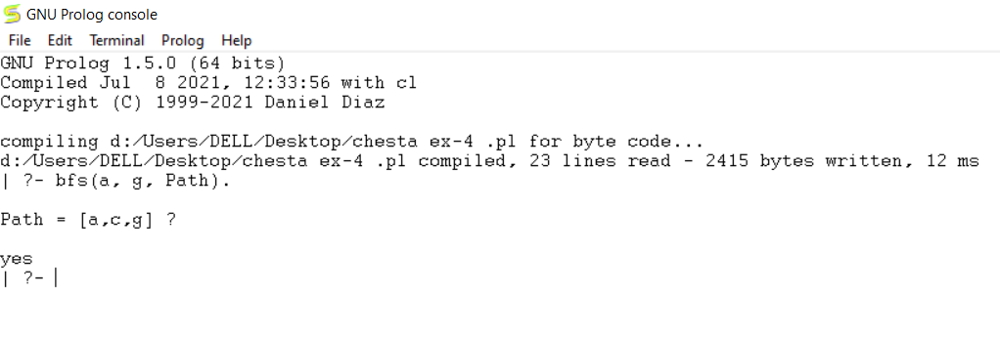 GNU Prolog console
File Edit Terminal Prolog Help
GNU Prolog 1.5.0 (64 bits)
Compiled Jul  8 2021, 12:33:56 with cl
Copyright (C) 1999-2021 Daniel Diaz
compiling d:/Users/DELL/Desktop/chesta ex-4 .pl for byte code...
d:/Users/DELL/Desktop/chesta ex-4 .pl compiled, 23 lines read - 2415 bytes written, 12 ms
| ?- bfs(a, g, Path).
Path = [a,c,g] ?
yes
| ?-